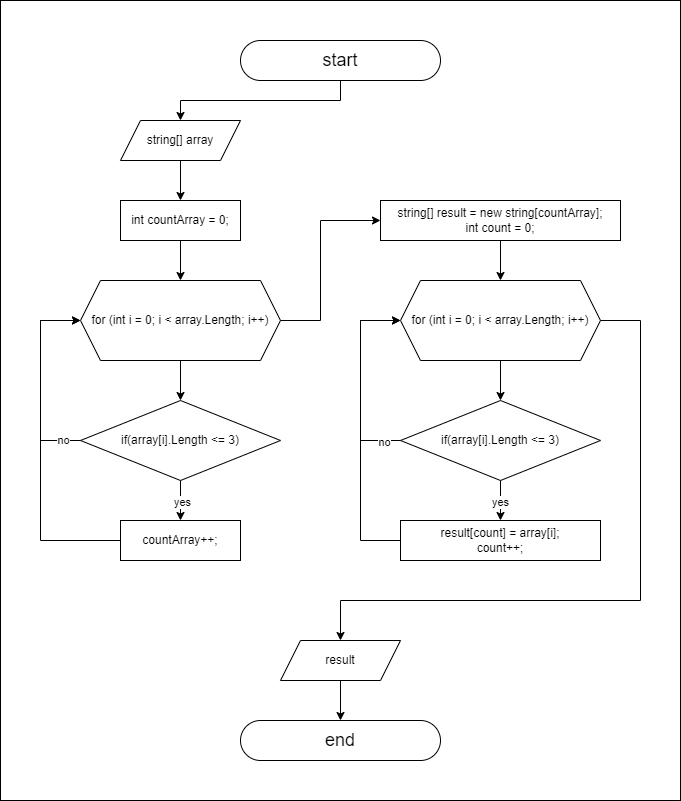 start
string[] array
int countArray = 0;
for (int i = 0; i < array.Length; i++)
if(array[i].Length <= 3)
no
yes
countArray++;
string[] result = new string[countArray];
int count = 0;
for (int i = 0; i < array.Length; i++)
if(array[i].Length <= 3)
no
yes
result[count] = array[i];
count++;
result
end